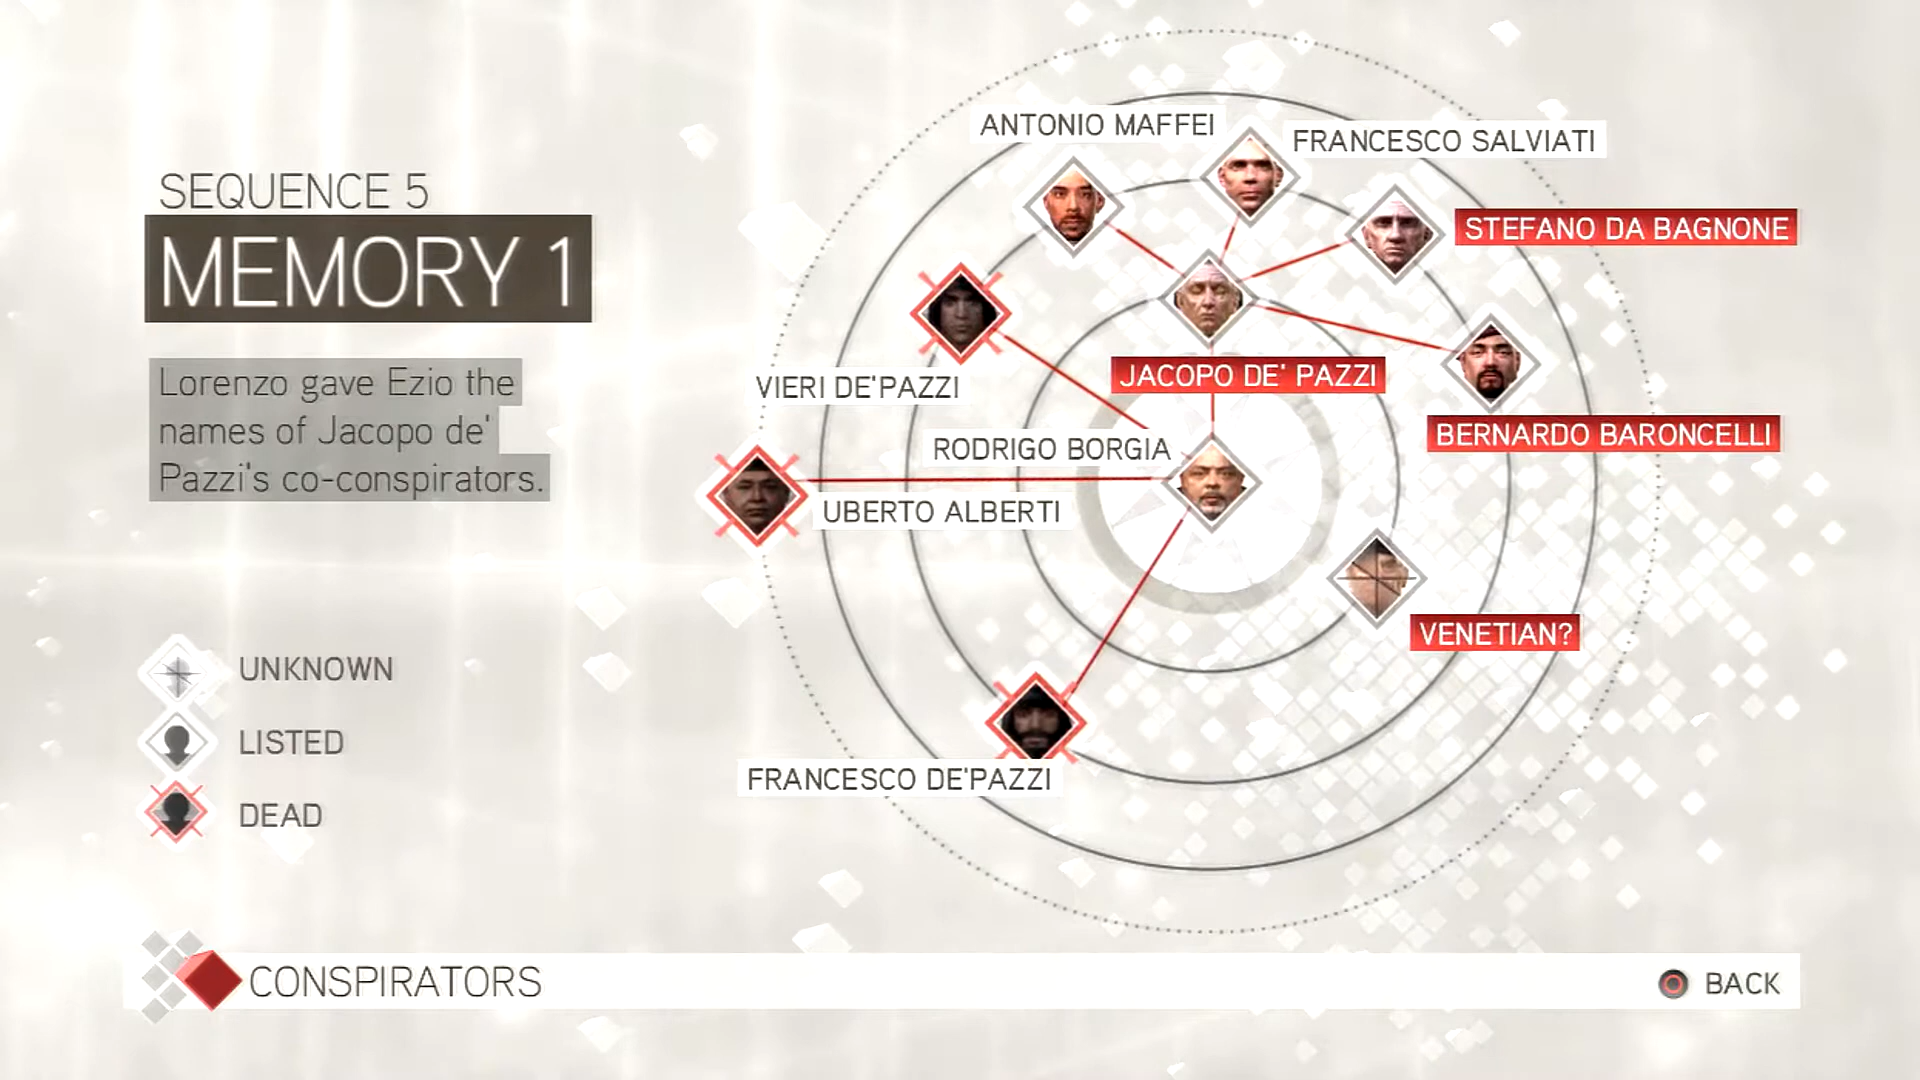 SEQUENCE 5
MEMORY 1
Lorenzo gave Ezio the
names of Jacopo de'
Pazzi's co-conspirators.
ANTONIO MAFFEI
FRANCESCO SALVIATI
STEFANO DA BAGNONE
JACOPO DE' PAZZI
VIERI DE'PAZZI
BERNARDO BARONCELLI
RODRIGO BORGIA
UBERTO ALBERTI
VENETIAN?
FRANCESCO DE'PAZZI
UNKNOWN
LISTED
DEAD
CONSPIRATORS
BACK